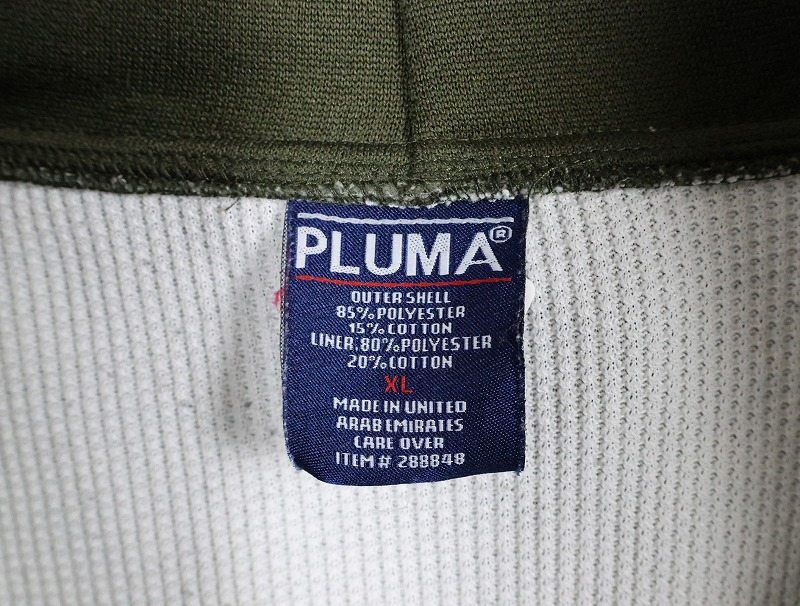 PLUMA®
OUTER SHELL
85% POLYESTER
15% COTTON
LINER: 80% POLYESTER
20% COTTON
XL
MADE IN UNITED
ARAB EMIRATES
CARE OVER
ITEM # 288848